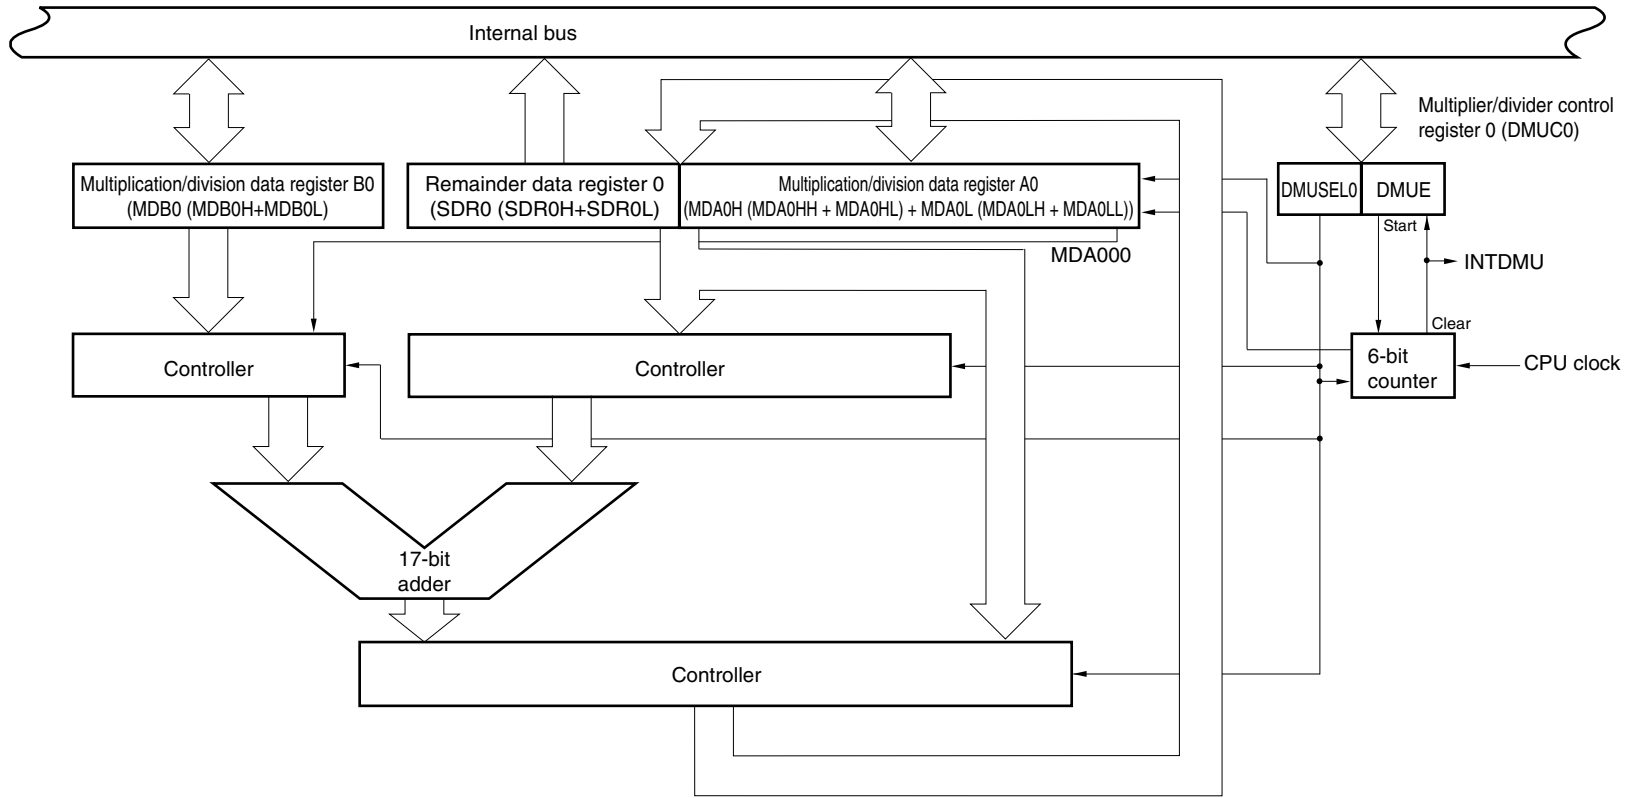 Internal bus
Multiplier/divider control
register 0 (DMUC0)
Multiplication/division data register B0
(MDB0 (MDB0H+MDB0L)
Remainder data register 0
(SDR0 (SDR0H+SDR0L)
Multiplication/division data register A0
(MDA0H (MDA0HH + MDA0HL) + MDA0L (MDA0LH + MDA0LL))
DMUSEL0
DMUE
Start
MDA000
INTDMU
Clear
Controller
Controller
6-bit
counter
CPU clock
17-bit
adder
Controller